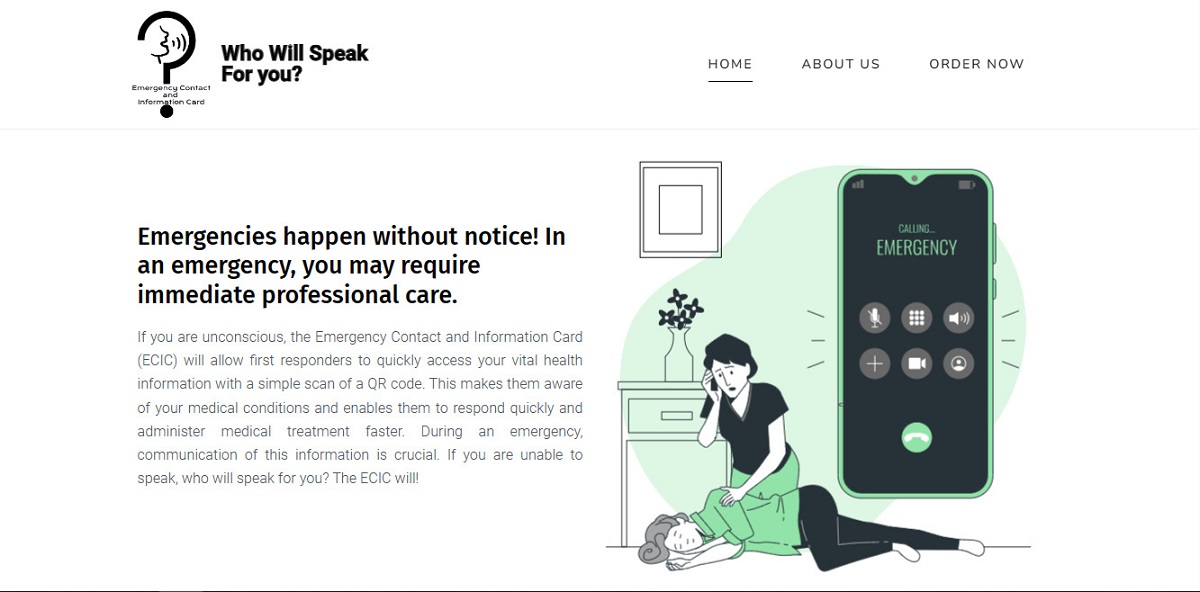 Who Will Speak
For you?
Emergency Contact
and
Information Card
HOME
ABOUT US
ORDER NOW
Emergencies happen without notice! In
an emergency, you may require
immediate professional care.
If you are unconscious, the Emergency Contact and Information Card
(ECIC) will allow first responders to quickly access your vital health
information with a simple scan of a QR code. This makes them aware
of your medical conditions and enables them to respond quickly and
administer medical treatment faster. During an emergency,
communication of this information is crucial. If you are unable to
speak, who will speak for you? The ECIC will!
CALLING...
EMERGENCY